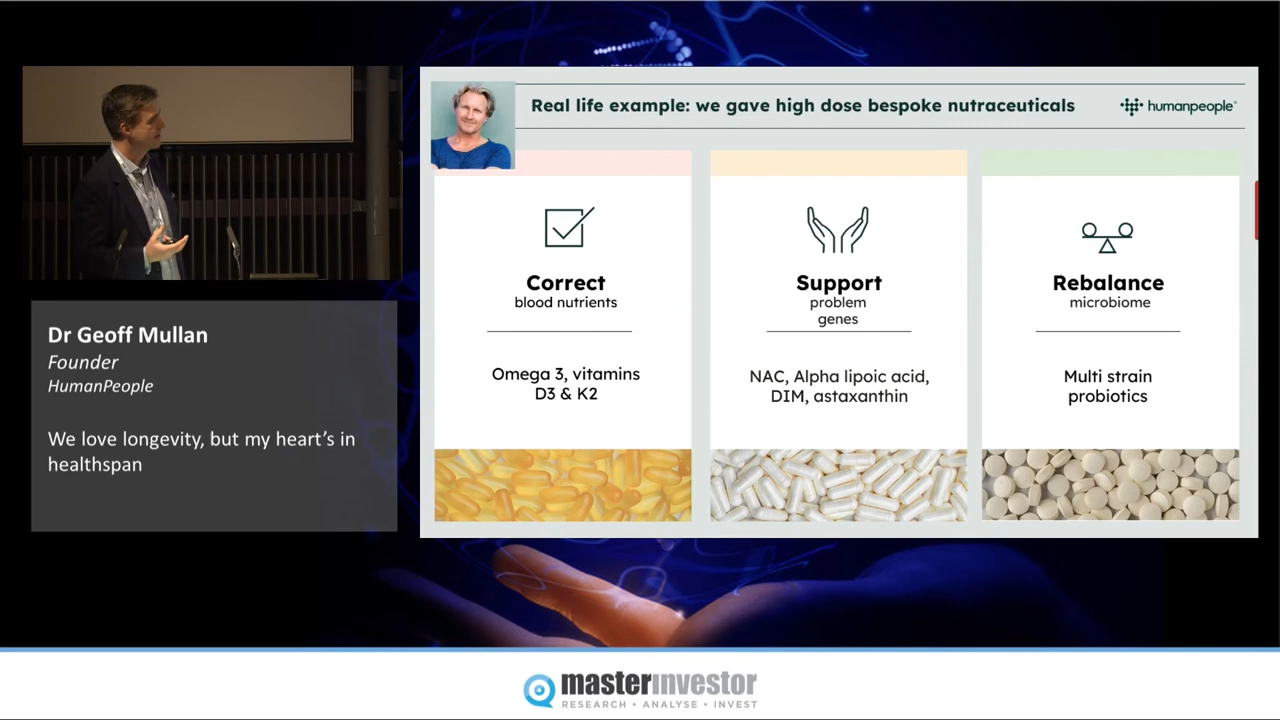 Real life example: we gave high dose bespoke nutraceuticals
humanpeople
Correct
blood nutrients
Omega 3, vitamins
D3 & K2
Support
problem
genes
NAC, Alpha lipoic acid,
DIM, astaxanthin
Rebalance
microbiome
Multi strain
probiotics
Dr Geoff Mullan
Founder
HumanPeople
We love longevity, but my heart's in
healthspan
masterinvestor
RESEARCH • ANALYSE • INVEST